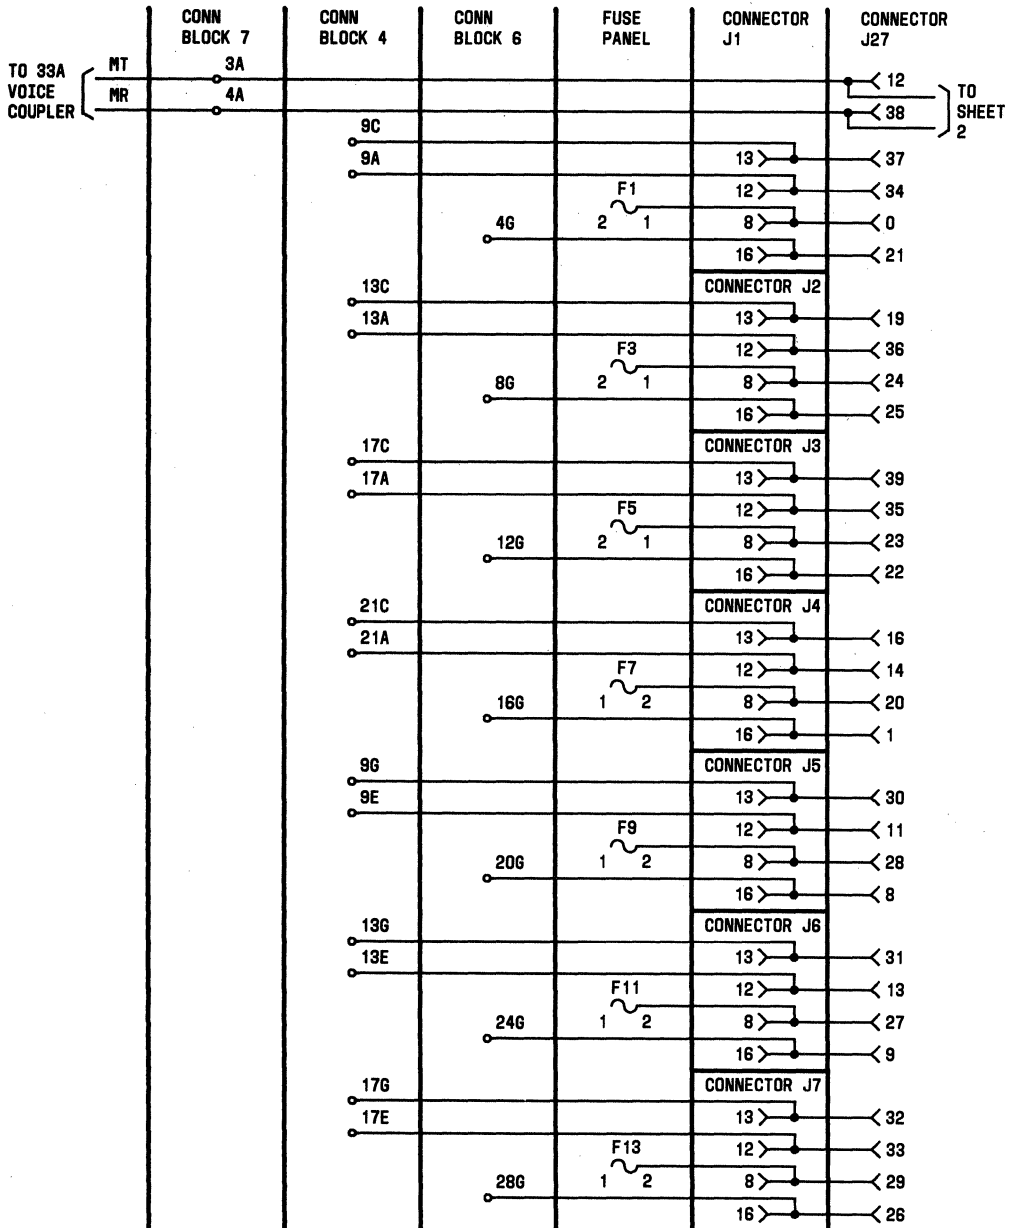 CONN BLOCK 7
CONN BLOCK 4
CONN BLOCK 6
FUSE PANEL
CONNECTOR J1
CONNECTOR J27
TO 33A VOICE COUPLER
MT 3A 12
MR 4A 38
TO SHEET 2
9C 13 37
9A 12 34
F1
2 1 8 0
4G 16 21
CONNECTOR J2
13C 13 19
13A 12 36
F3
2 1 8 24
8G 16 25
CONNECTOR J3
17C 13 39
17A 12 35
F5
2 1 8 23
12G 16 22
CONNECTOR J4
21C 13 16
21A 12 14
F7
1 2 8 20
16G 16 1
CONNECTOR J5
9G 13 30
9E 12 11
F9
1 2 8 28
20G 16 8
CONNECTOR J6
13G 13 31
13E 12 13
F11
1 2 8 27
24G 16 9
CONNECTOR J7
17G 13 32
17E 12 33
F13
1 2 8 29
28G 16 26